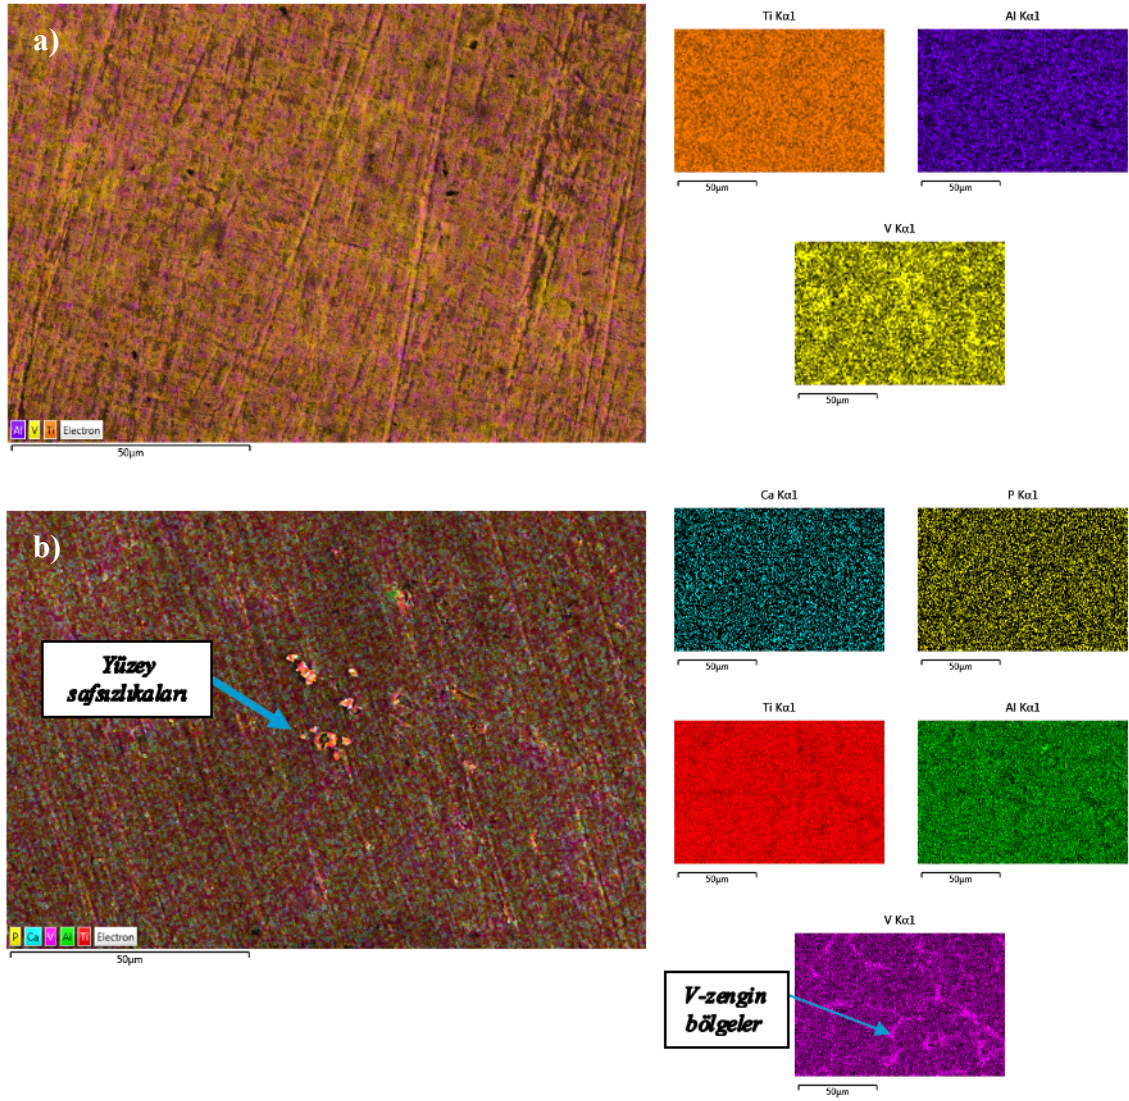 a)
Ti Kα1
Al Kα1
50µm
50µm
V Kα1
50µm
Al V Ti Electron
50µm
b)
Yüzey
safsızlıkaları
Ca Kα1
P Kα1
50µm
50µm
Ti Kα1
Al Kα1
50µm
50µm
P Ca V Al Ti Electron
50µm
V Kα1
V-zengin
bölgeler
50µm